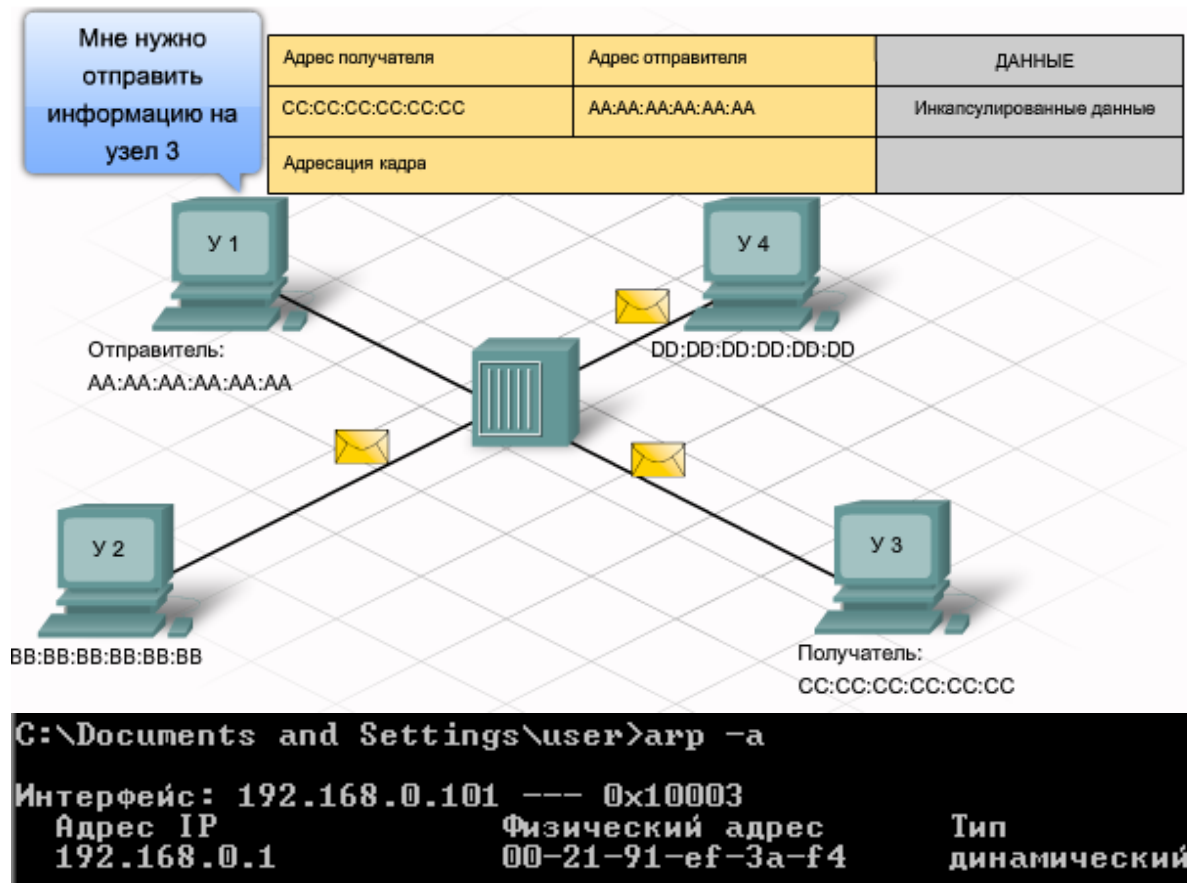 Мне нужно
отправить
информацию на
узел 3
Адрес получателя Адрес отправителя ДАННЫЕ
CC:CC:CC:CC:CC:CC AA:AA:AA:AA:AA:AA Инкапсулированные данные
Адресация кадра
У 1
У 4
Отправитель:
AA:AA:AA:AA:AA:AA
DD:DD:DD:DD:DD:DD
У 2
У 3
BB:BB:BB:BB:BB:BB
Получатель:
CC:CC:CC:CC:CC:CC
C:\Documents and Settings\user>arp -a
Интерфейс: 192.168.0.101 --- 0x10003
Адрес IP Физический адрес Тип
192.168.0.1 00-21-91-ef-3a-f4 динамический